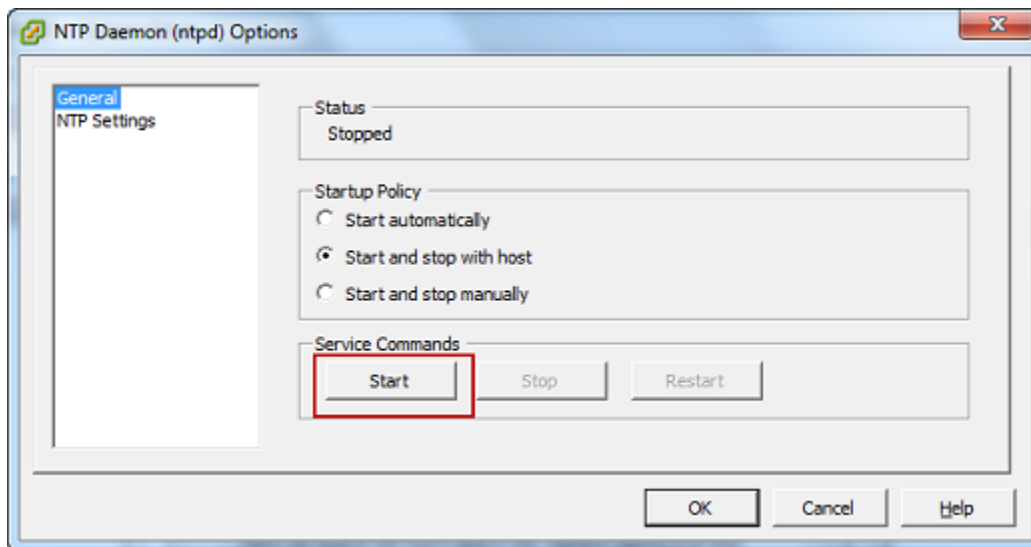 NTP Daemon (ntpd) Options
General
NTP Settings
Status
Stopped
Startup Policy
Start automatically
Start and stop with host
Start and stop manually
Service Commands
Start Stop Restart
OK Cancel Help